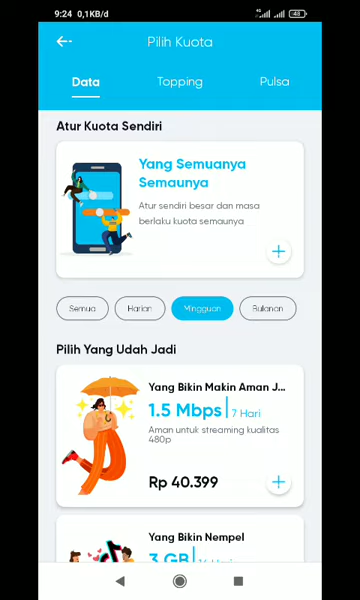 9:24 0,1KB/d
48
Pilih Kuota
Data Topping Pulsa
Atur Kuota Sendiri
Yang Semuanya
Semaunya
Atur sendiri besar dan masa
berlaku kuota semaunya
Semua Harian Mingguan Bulanan
Pilih Yang Udah Jadi
Yang Bikin Makin Aman J...
1.5 Mbps 7 Hari
Aman untuk streaming kualitas
480p
Rp 40.399
Yang Bikin Nempel
3 GB